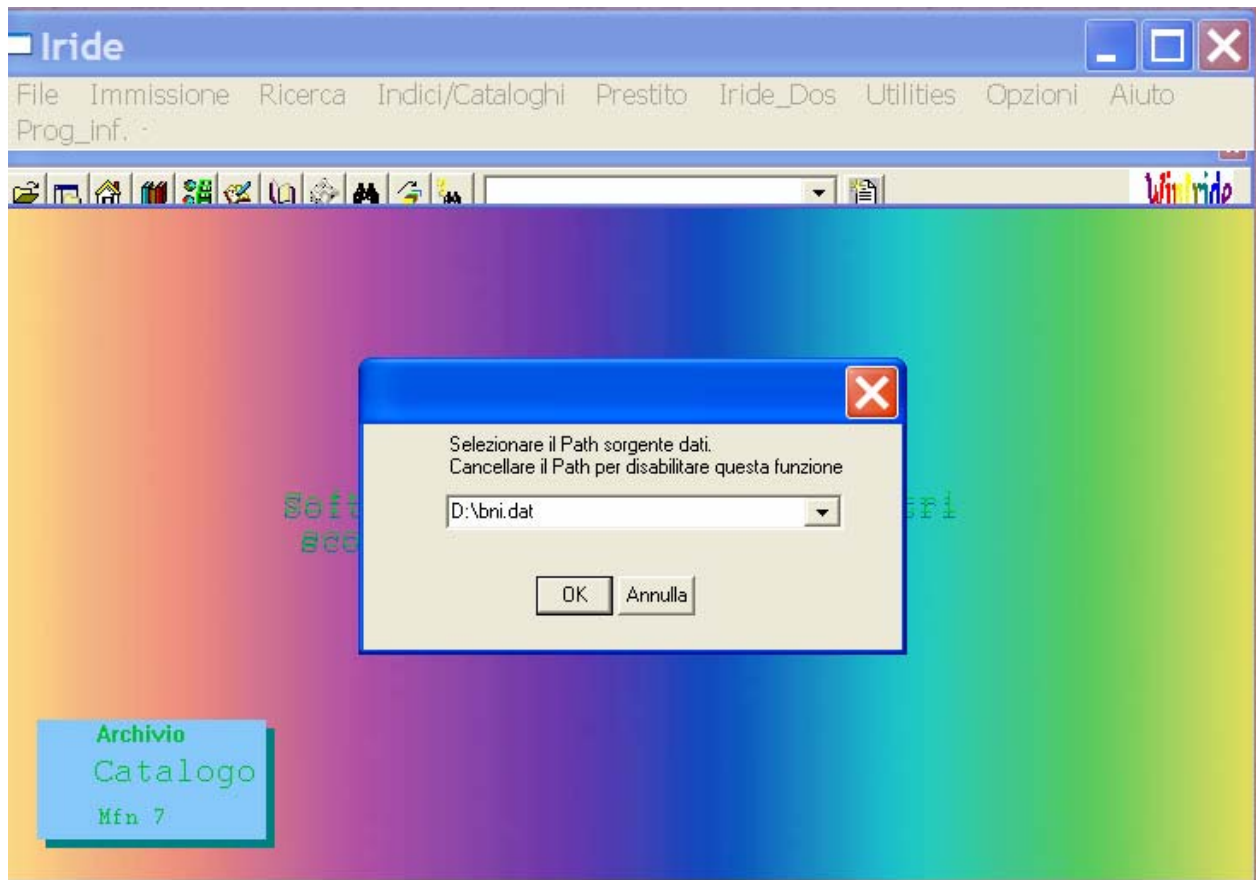 Iride
File Immissione Ricerca Indici/Cataloghi Prestito Iride_Dos Utilities Opzioni Aiuto
Prog_inf.
WinIride
Selezionare il Path sorgente dati.
Cancellare il Path per disabilitare questa funzione
D:\bni.dat
OK Annulla
Archivio
Catalogo
Mfn 7